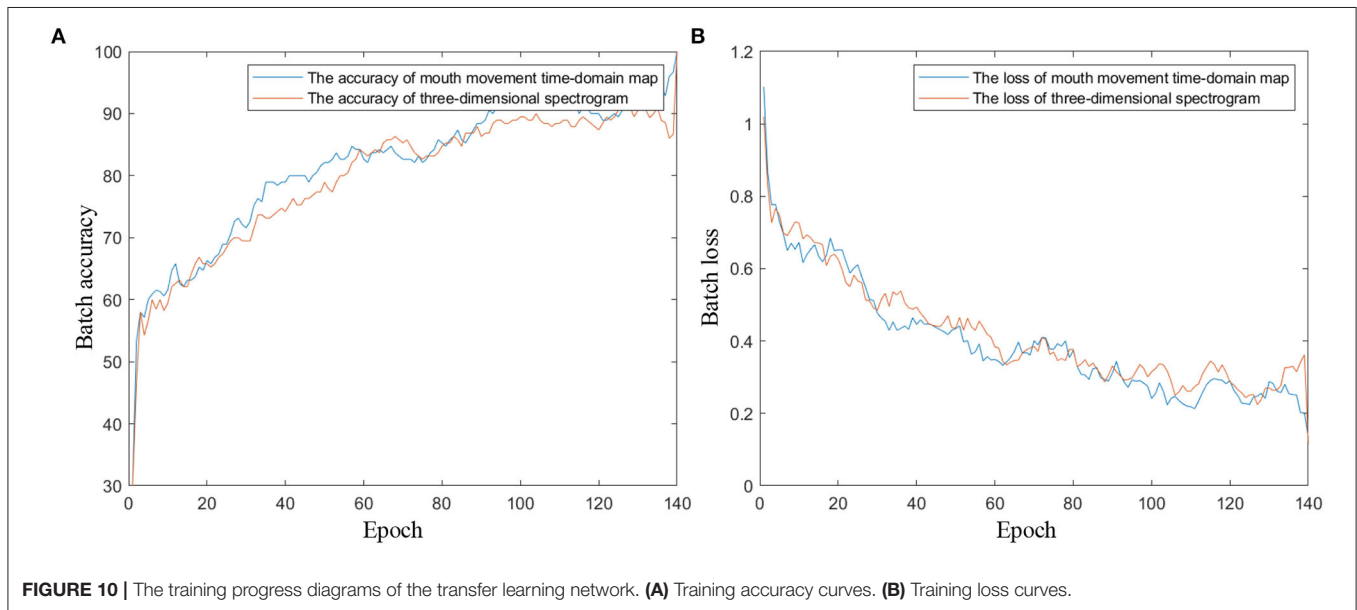 A
100
90
80
70
60
50
40
30
0
20
40
60
80
100
120
140
Batch accuracy
Epoch
The accuracy of mouth movement time-domain map
The accuracy of three-dimensional spectrogram
B
1.2
1
0.8
0.6
0.4
0.2
0
0
20
40
60
80
100
120
140
Batch loss
Epoch
The loss of mouth movement time-domain map
The loss of three-dimensional spectrogram
FIGURE 10 | The training progress diagrams of the transfer learning network. (A) Training accuracy curves. (B) Training loss curves.